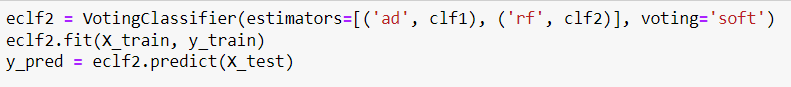 eclf2 = VotingClassifier(estimators=[('ad', clf1), ('rf', clf2)], voting='soft')
eclf2.fit(X_train, y_train)
y_pred = eclf2.predict(X_test)